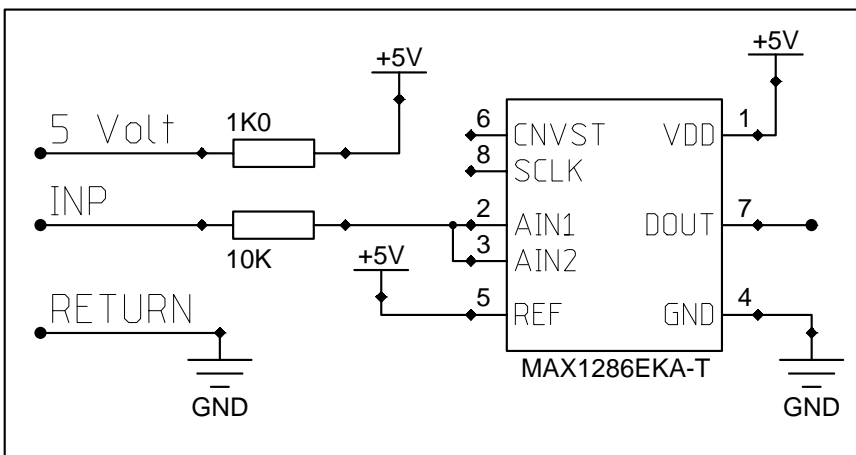 +5V
5 Volt
1K0
INP
10K
RETURN
GND
+5V
+5V
6 CNVST
8 SCLK
2 AIN1
3 AIN2
5 REF
VDD 1
DOUT 7
GND 4
MAX1286EKA-T
GND